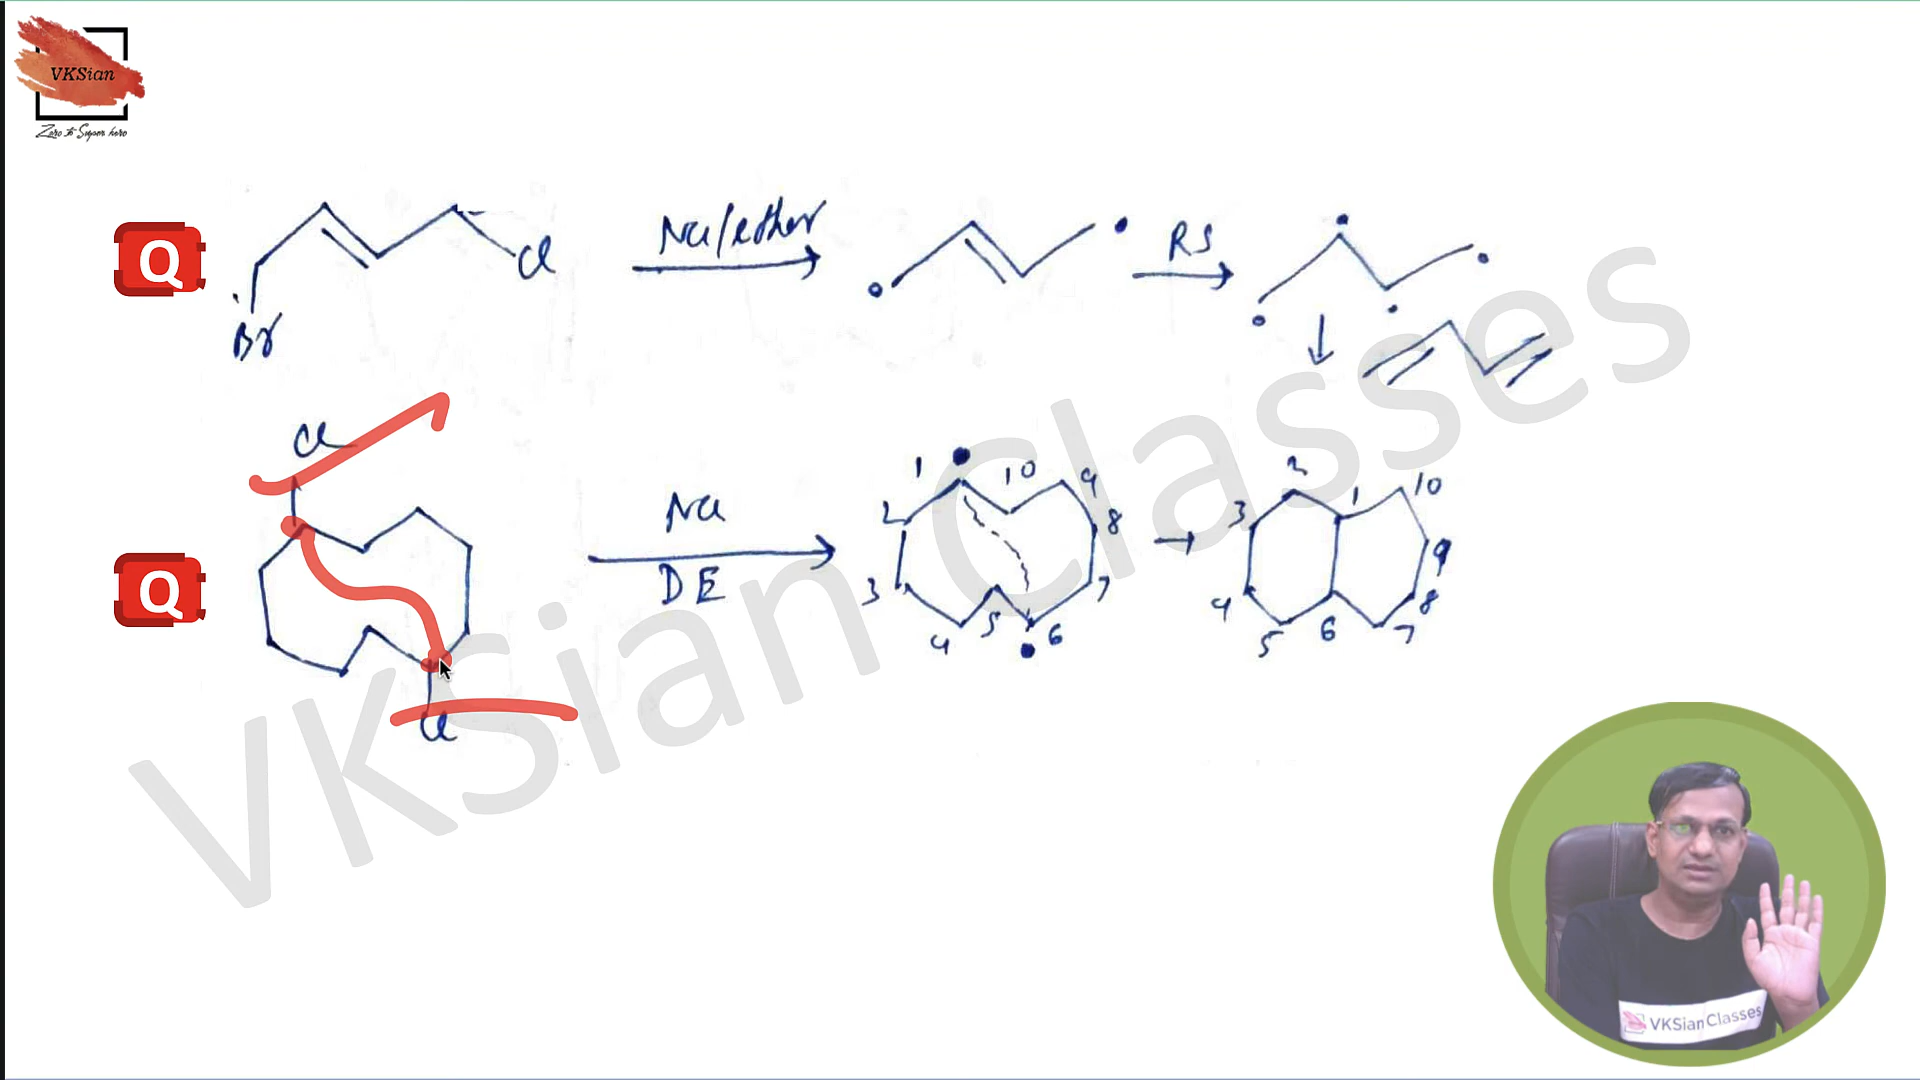 VKSian
Zero to Super hero
Q
Br
Cl
Na/ether
RS
Q
Cl
Cl
Na
DE
1 10 9
2 8
3 7
4 5 6
2 1 10
3 9
4 8
5 6 7
VKSian Classes
VKSian Classes